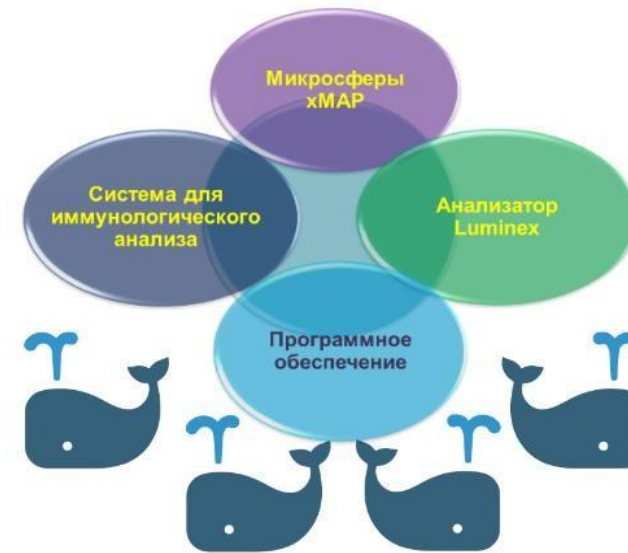 Микросферы
xMAP
Система для
иммунологического
анализа
Анализатор
Luminex
Программное
обеспечение